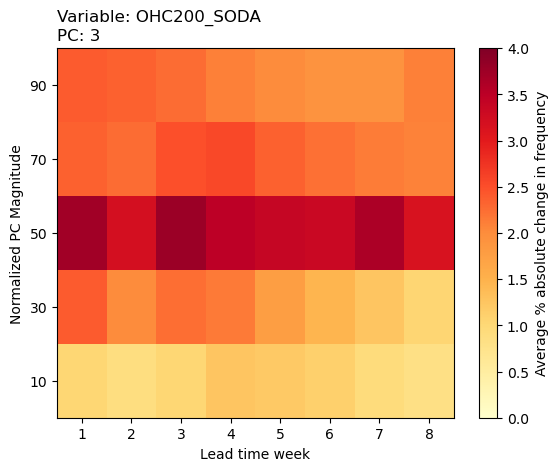 Variable: OHC200_SODA
PC: 3
4.0
3.5
3.0
2.5
2.0
1.5
1.0
0.5
0.0
Average % absolute change in frequency
Normalized PC Magnitude
90
70
50
30
10
1 2 3 4 5 6 7 8
Lead time week